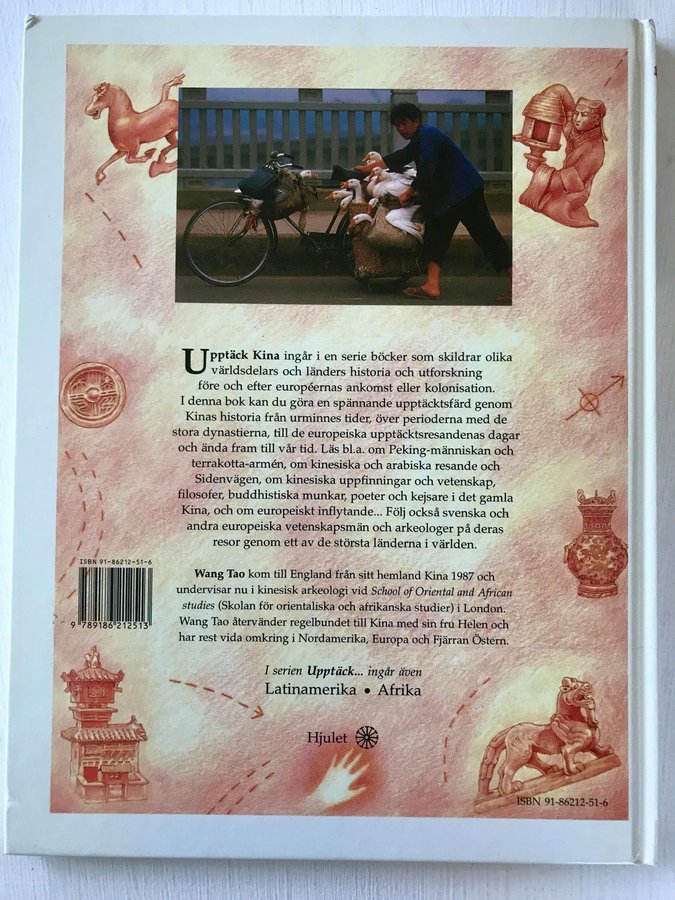 Upptäck Kina ingår i en serie böcker som skildrar olika
världsdelars och länders historia och utforskning
före och efter européernas ankomst eller kolonisation.
I denna bok kan du göra en spännande upptäcktsfärd genom
Kinas historia från urminnes tider, över perioderna med de
stora dynastierna, till de europeiska upptäcktsresandenas dagar
och ända fram till vår tid. Läs bl.a. om Peking-människan och
terrakotta-armén, om kinesiska och arabiska resande och
Sidenvägen, om kinesiska uppfinningar och vetenskap,
filosofer, buddhistiska munkar, poeter och kejsare i det gamla
Kina, och om europeiskt inflytande... Följ också svenska och
andra europeiska vetenskapsmän och arkeologer på deras
resor genom ett av de största länderna i världen.
ISBN 91-86212-51-6
9 789186 212513
Wang Tao kom till England från sitt hemland Kina 1987 och
undervisar nu i kinesisk arkeologi vid School of Oriental and African
studies (Skolan för orientaliska och afrikanska studier) i London.
Wang Tao återvänder regelbundet till Kina med sin fru Helen och
har rest vida omkring i Nordamerika, Europa och Fjärran Östern.
I serien Upptäck... ingår även
Latinamerika • Afrika
Hjulet
ISBN 91-86212-51-6